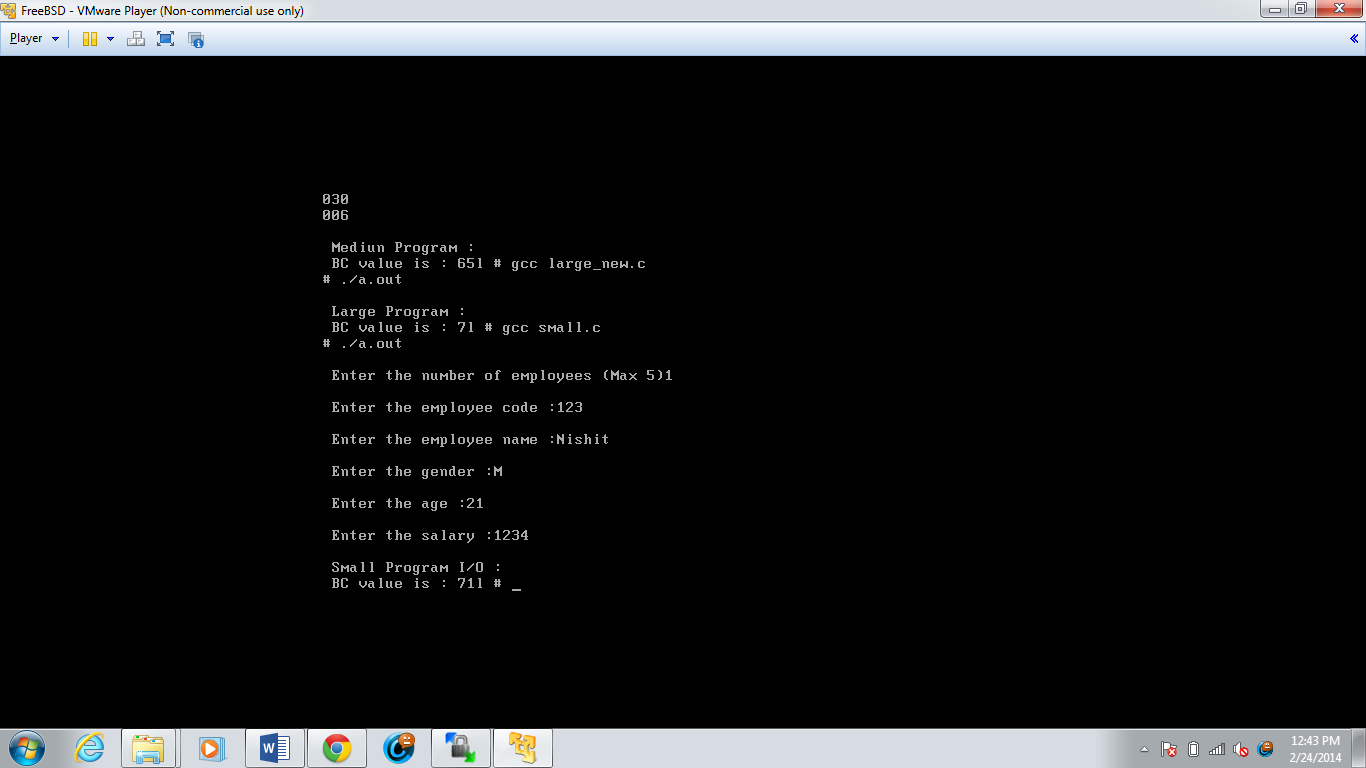 FreeBSD - VMware Player (Non-commercial use only)
Player
030
006
Mediun Program :
BC value is : 65l # gcc large_new.c
# ./a.out
Large Program :
BC value is : 7l # gcc small.c
# ./a.out
Enter the number of employees (Max 5)1
Enter the employee code :123
Enter the employee name :Nishit
Enter the gender :M
Enter the age :21
Enter the salary :1234
Small Program I/O :
BC value is : 71l # _
12:43 PM
2/24/2014